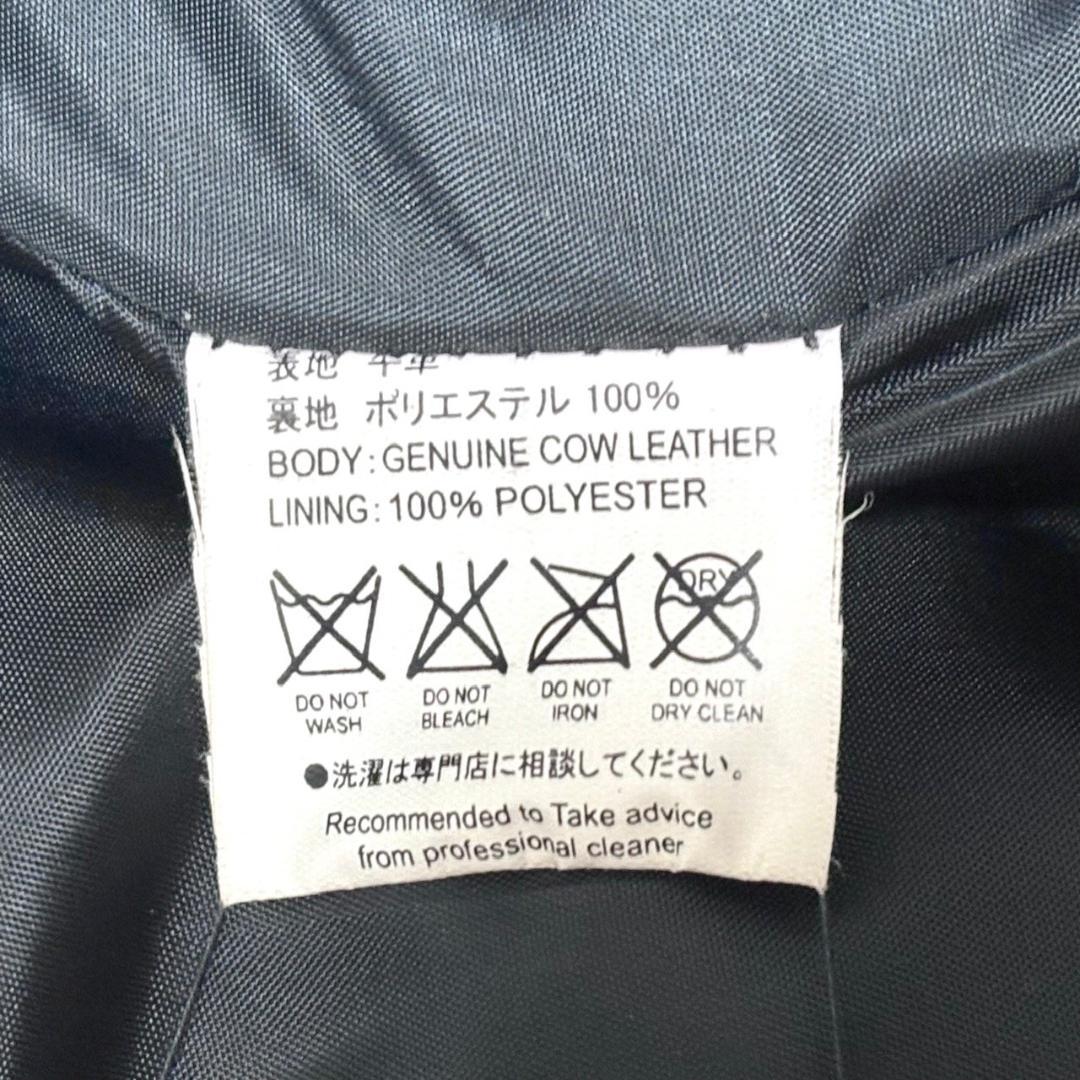 表地 牛革
裏地 ポリエステル 100%
BODY: GENUINE COW LEATHER
LINING: 100% POLYESTER
DRY
DO NOT WASH
DO NOT BLEACH
DO NOT IRON
DO NOT DRY CLEAN
●洗濯は専門店に相談してください。
Recommended to Take advice
from professional cleaner